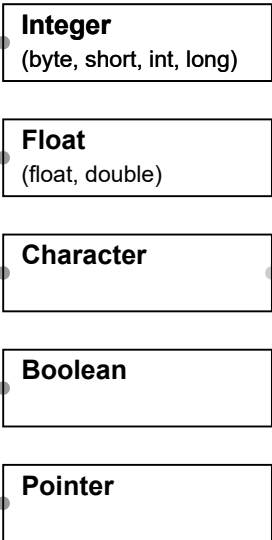 Integer
(byte, short, int, long)
Float
(float, double)
Character
Boolean
Pointer